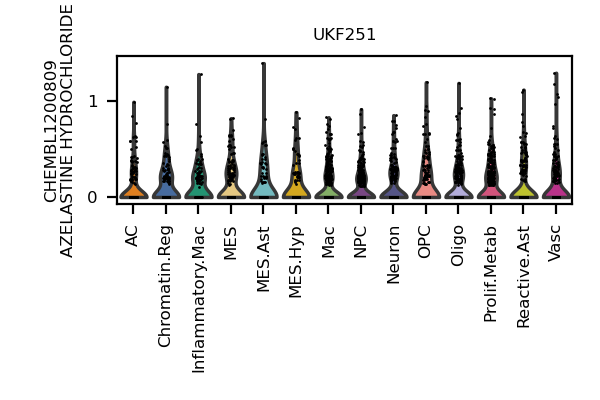 UKF251
CHEMBL1200809
AZELASTINE HYDROCHLORIDE
1
0
AC
Chromatin.Reg
Inflammatory.Mac
MES
MES.Ast
MES.Hyp
Mac
NPC
Neuron
OPC
Oligo
Prolif.Metab
Reactive.Ast
Vasc